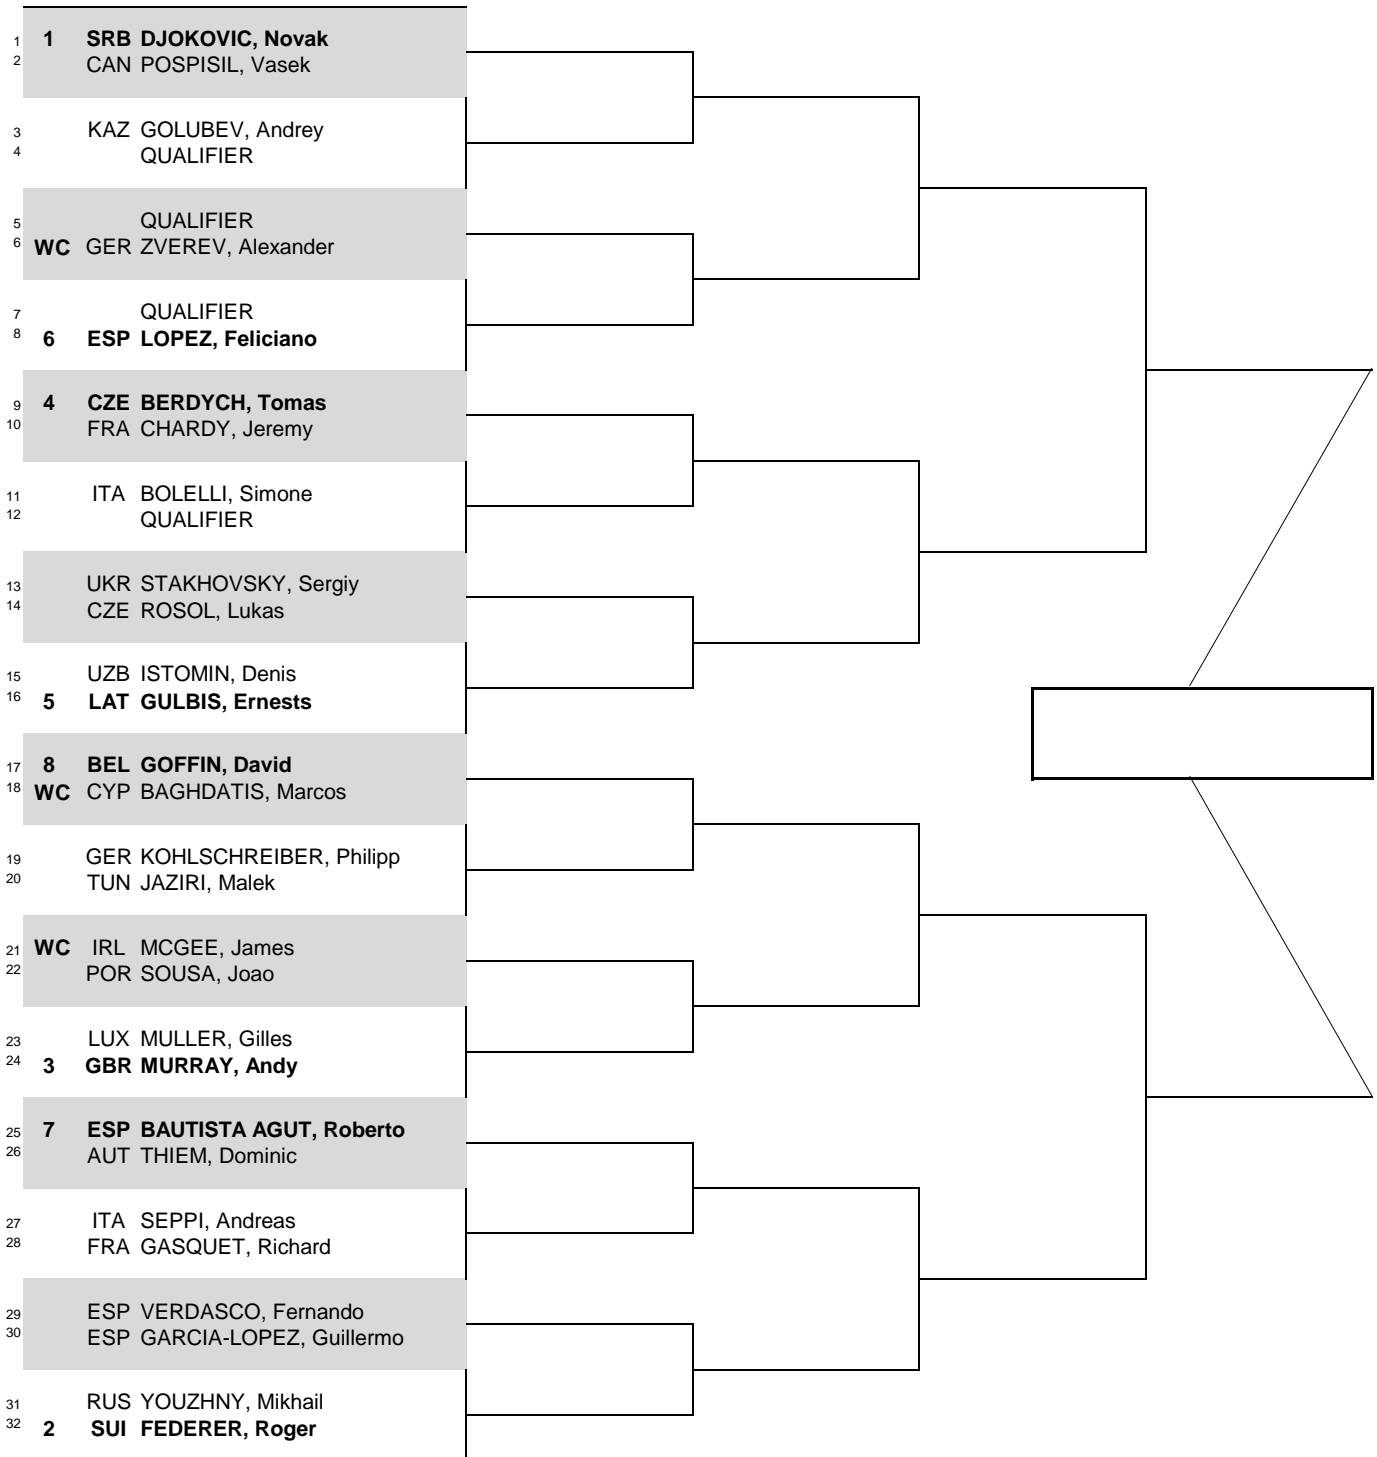 1 1 SRB DJOKOVIC, Novak
2 CAN POSPISIL, Vasek
3 KAZ GOLUBEV, Andrey
4 QUALIFIER
5 QUALIFIER
6 WC GER ZVEREV, Alexander
7 QUALIFIER
8 6 ESP LOPEZ, Feliciano
9 4 CZE BERDYCH, Tomas
10 FRA CHARDY, Jeremy
11 ITA BOLELLI, Simone
12 QUALIFIER
13 UKR STAKHOVSKY, Sergiy
14 CZE ROSOL, Lukas
15 UZB ISTOMIN, Denis
16 5 LAT GULBIS, Ernests
17 8 BEL GOFFIN, David
18 WC CYP BAGHDATIS, Marcos
19 GER KOHLSCHREIBER, Philipp
20 TUN JAZIRI, Malek
21 WC IRL MCGEE, James
22 POR SOUSA, Joao
23 LUX MULLER, Gilles
24 3 GBR MURRAY, Andy
25 7 ESP BAUTISTA AGUT, Roberto
26 AUT THIEM, Dominic
27 ITA SEPPI, Andreas
28 FRA GASQUET, Richard
29 ESP VERDASCO, Fernando
30 ESP GARCIA-LOPEZ, Guillermo
31 RUS YOUZHNY, Mikhail
32 2 SUI FEDERER, Roger